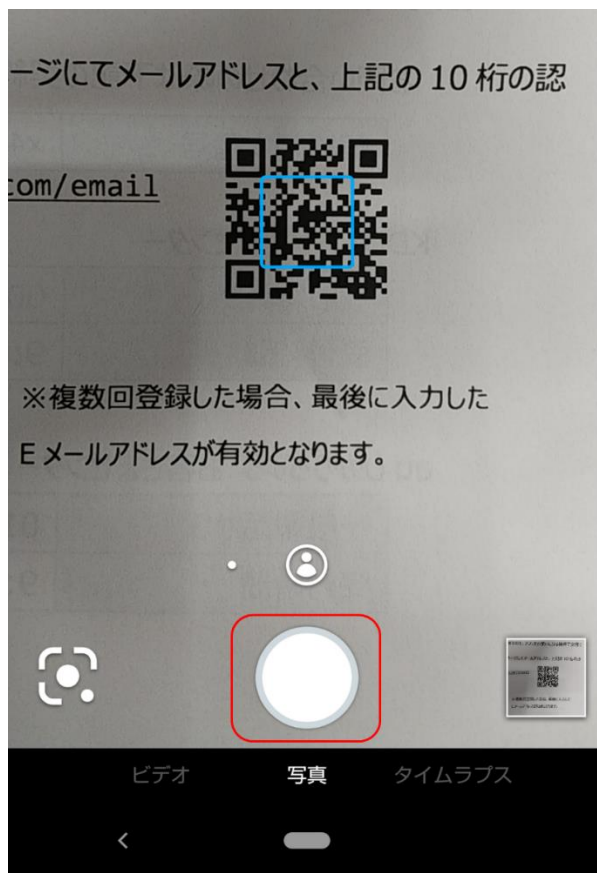 ージにてメールアドレスと、上記の 10 桁の認
com/email
※複数回登録した場合、最後に入力した
E メールアドレスが有効となります。
ビデオ 写真 タイムラプス